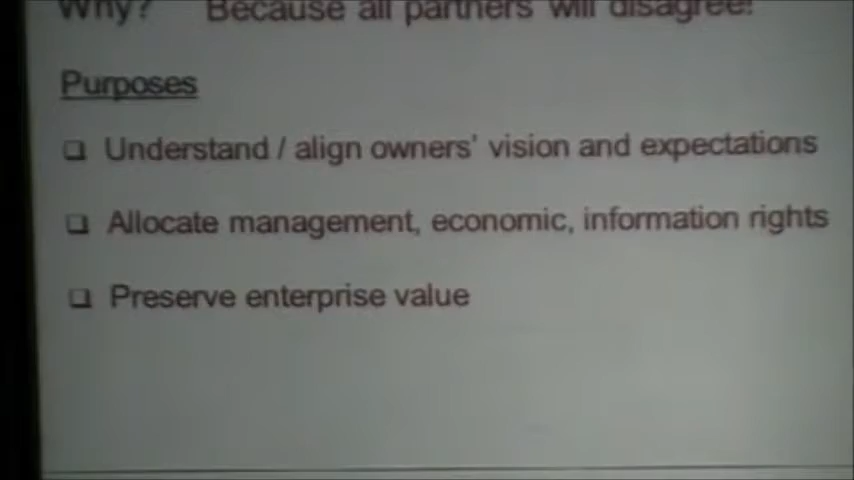 Why? Because all partners will disagree!
Purposes
❑ Understand / align owners' vision and expectations
❑ Allocate management, economic, information rights
❑ Preserve enterprise value